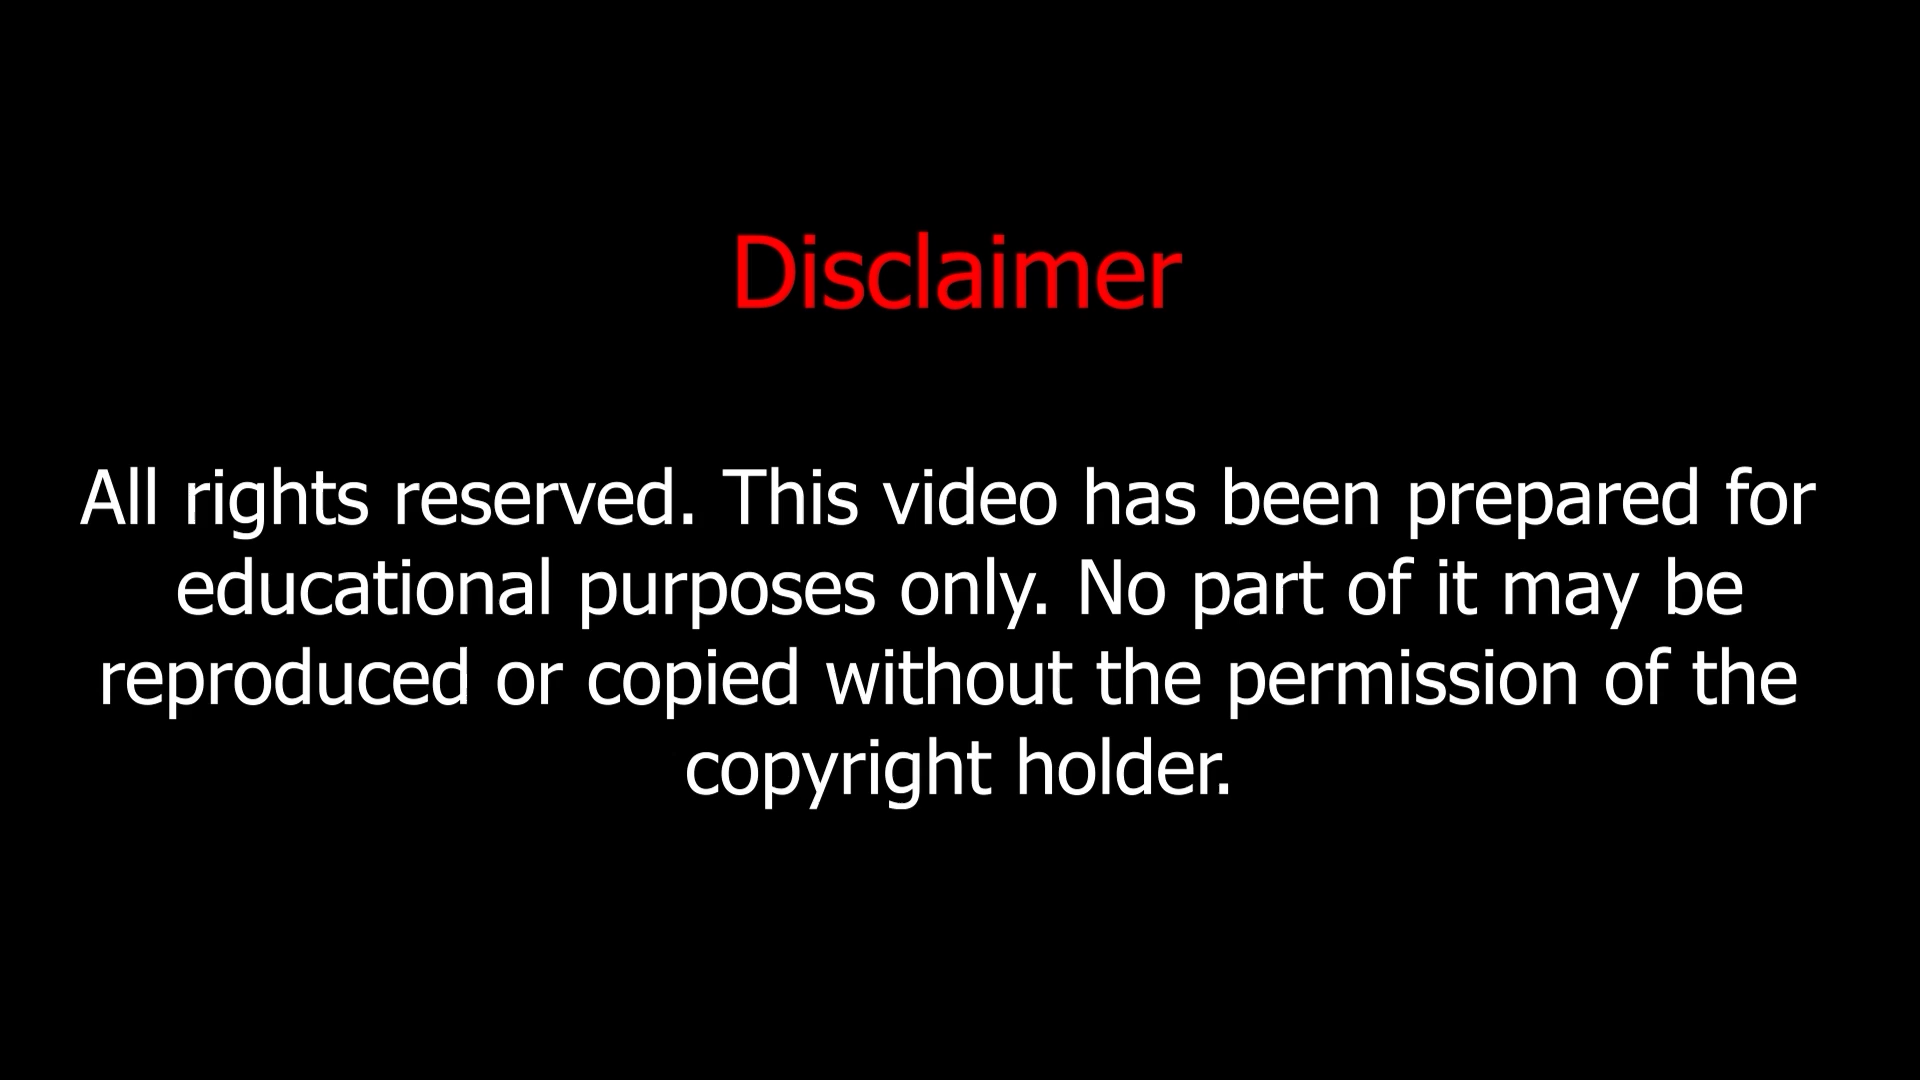 Disclaimer
All rights reserved. This video has been prepared for
educational purposes only. No part of it may be
reproduced or copied without the permission of the
copyright holder.